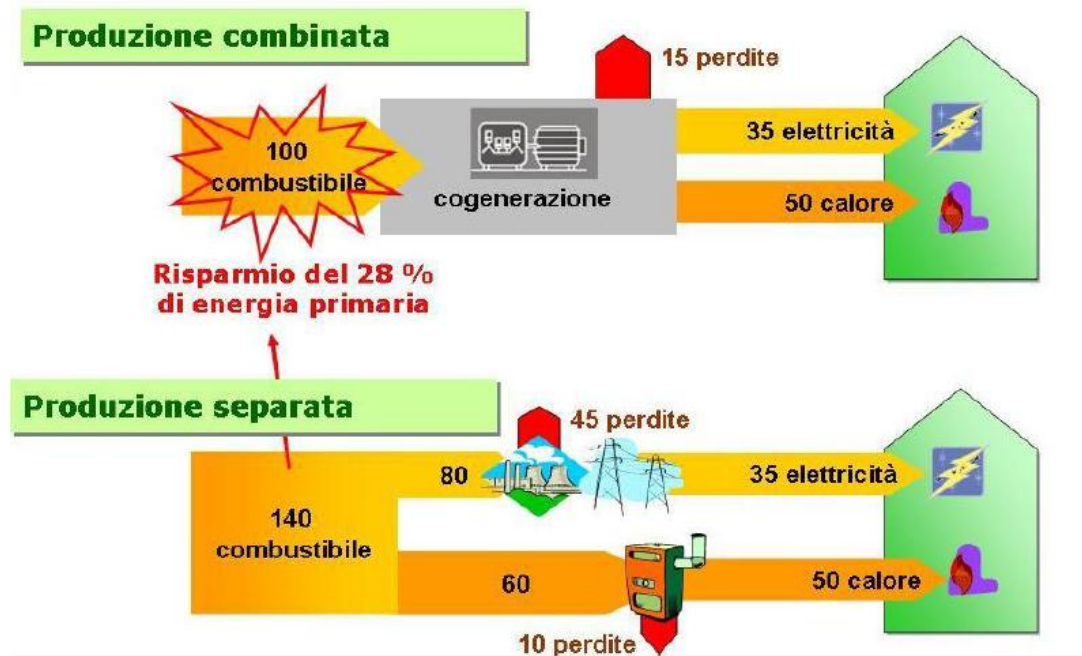 Produzione combinata
15 perdite
100
combustibile
cogenerazione
35 elettricità
50 calore
Risparmio del 28 %
di energia primaria
Produzione separata
45 perdite
80
35 elettricità
140
combustibile
60
50 calore
10 perdite